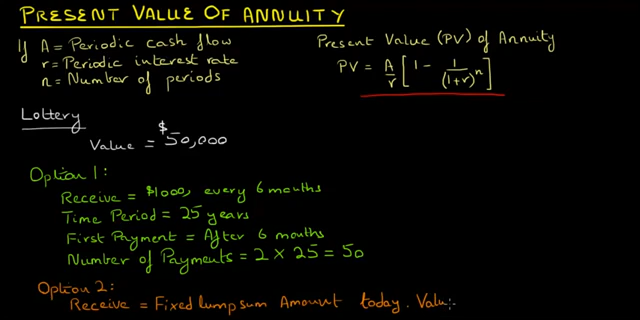 PRESENT VALUE OF ANNUITY
If A = Periodic cash flow
r = Periodic interest rate
n = Number of periods
Present Value (PV) of Annuity
PV = A/r [1 - 1/(1+r)^n]
Lottery
Value = $50,000
Option 1:
Receive = $1000, every 6 months
Time Period = 25 years
First Payment = After 6 months
Number of Payments = 2 × 25 = 50
Option 2:
Receive = Fixed lump sum Amount today. Valu